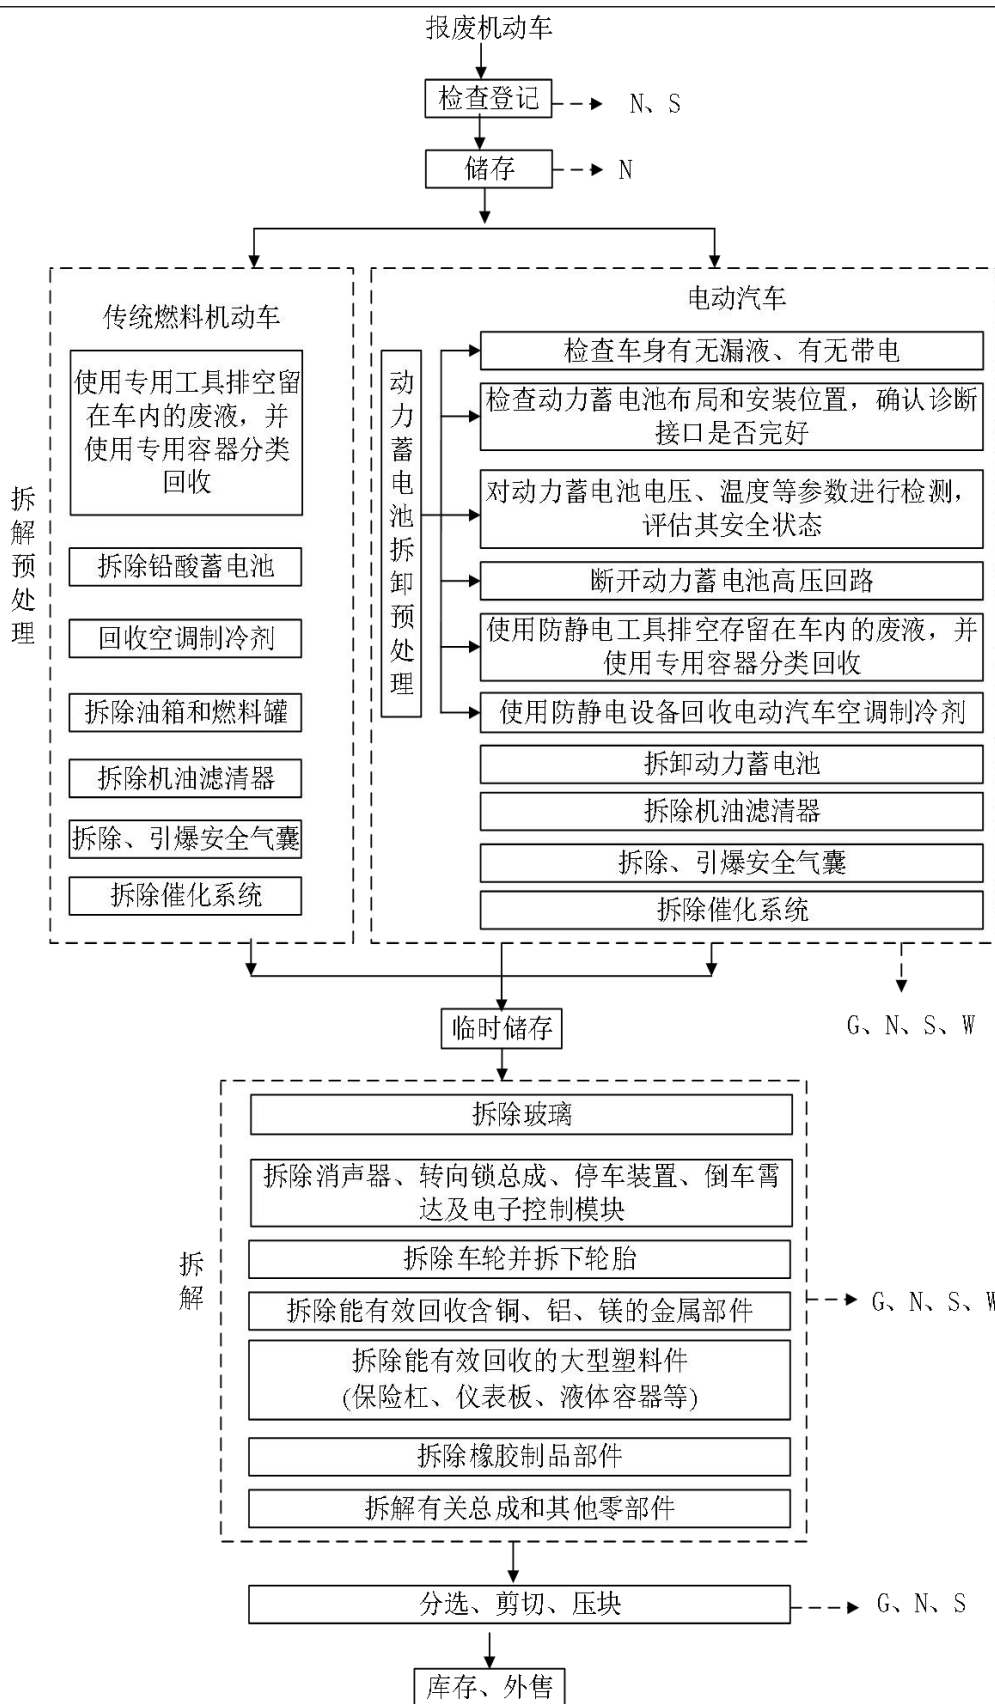 报废机动车
检查登记
N、S
储存
N
传统燃料机动车
使用专用工具排空留
在车内的废液，并
使用专用容器分类
回收
拆除铅酸蓄电池
回收空调制冷剂
拆除油箱和燃料罐
拆除机油滤清器
拆除、引爆安全气囊
拆除催化系统
拆解预处理
电动汽车
动力蓄电池拆卸预处理
检查车身有无漏液、有无带电
检查动力蓄电池布局和安装位置，确认诊断
接口是否完好
对动力蓄电池电压、温度等参数进行检测，
评估其安全状态
断开动力蓄电池高压回路
使用防静电工具排空存留在车内的废液，并
使用专用容器分类回收
使用防静电设备回收电动汽车空调制冷剂
拆卸动力蓄电池
拆除机油滤清器
拆除、引爆安全气囊
拆除催化系统
G、N、S、W
临时储存
拆解
拆除玻璃
拆除消声器、转向锁总成、停车装置、倒车霄
达及电子控制模块
拆除车轮并拆下轮胎
拆除能有效回收含铜、铝、镁的金属部件
拆除能有效回收的大型塑料件
(保险杠、仪表板、液体容器等)
拆除橡胶制品部件
拆解有关总成和其他零部件
G、N、S、W
分选、剪切、压块
G、N、S
库存、外售